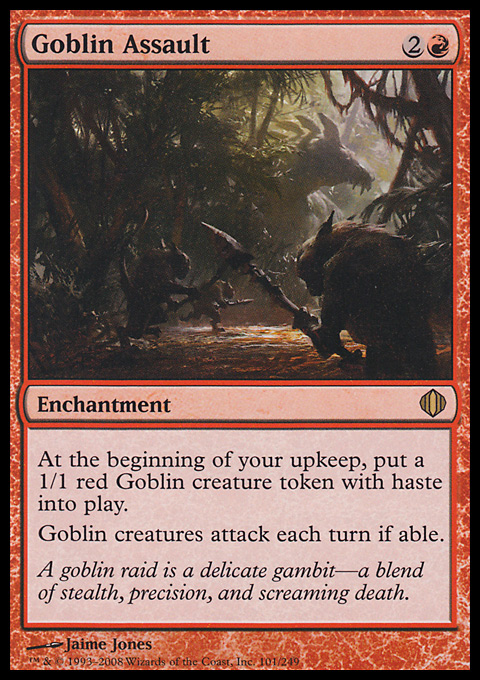 Goblin Assault 2
Enchantment
At the beginning of your upkeep, put a
1/1 red Goblin creature token with haste
into play.
Goblin creatures attack each turn if able.
A goblin raid is a delicate gambit—a blend
of stealth, precision, and screaming death.
Jaime Jones
™ & © 1993–2008 Wizards of the Coast, Inc. 101/249